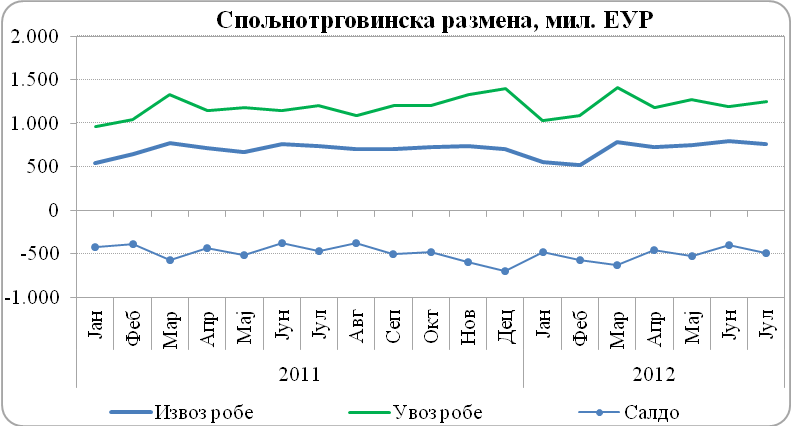 Спољнотрговинска размена, мил. ЕУР
2.000
1.500
1.000
500
0
-500
-1.000
Јан Феб Мар Апр Мај Јун Јул Авг Сеп Окт Нов Дец Јан Феб Мар Апр Мај Јун Јул
2011 2012
Извоз робе Увоз робе Салдо